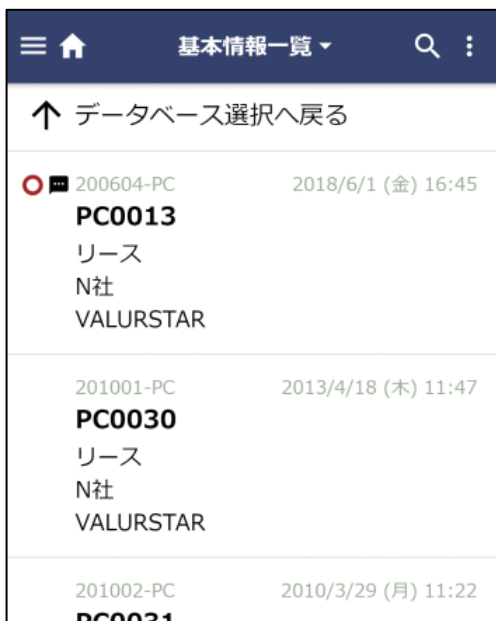 基本情報一覧
データベース選択へ戻る
200604-PC 2018/6/1 (金) 16:45
PC0013
リース
N社
VALURSTAR
201001-PC 2013/4/18 (木) 11:47
PC0030
リース
N社
VALURSTAR
201002-PC 2010/3/29 (月) 11:22
PC0031